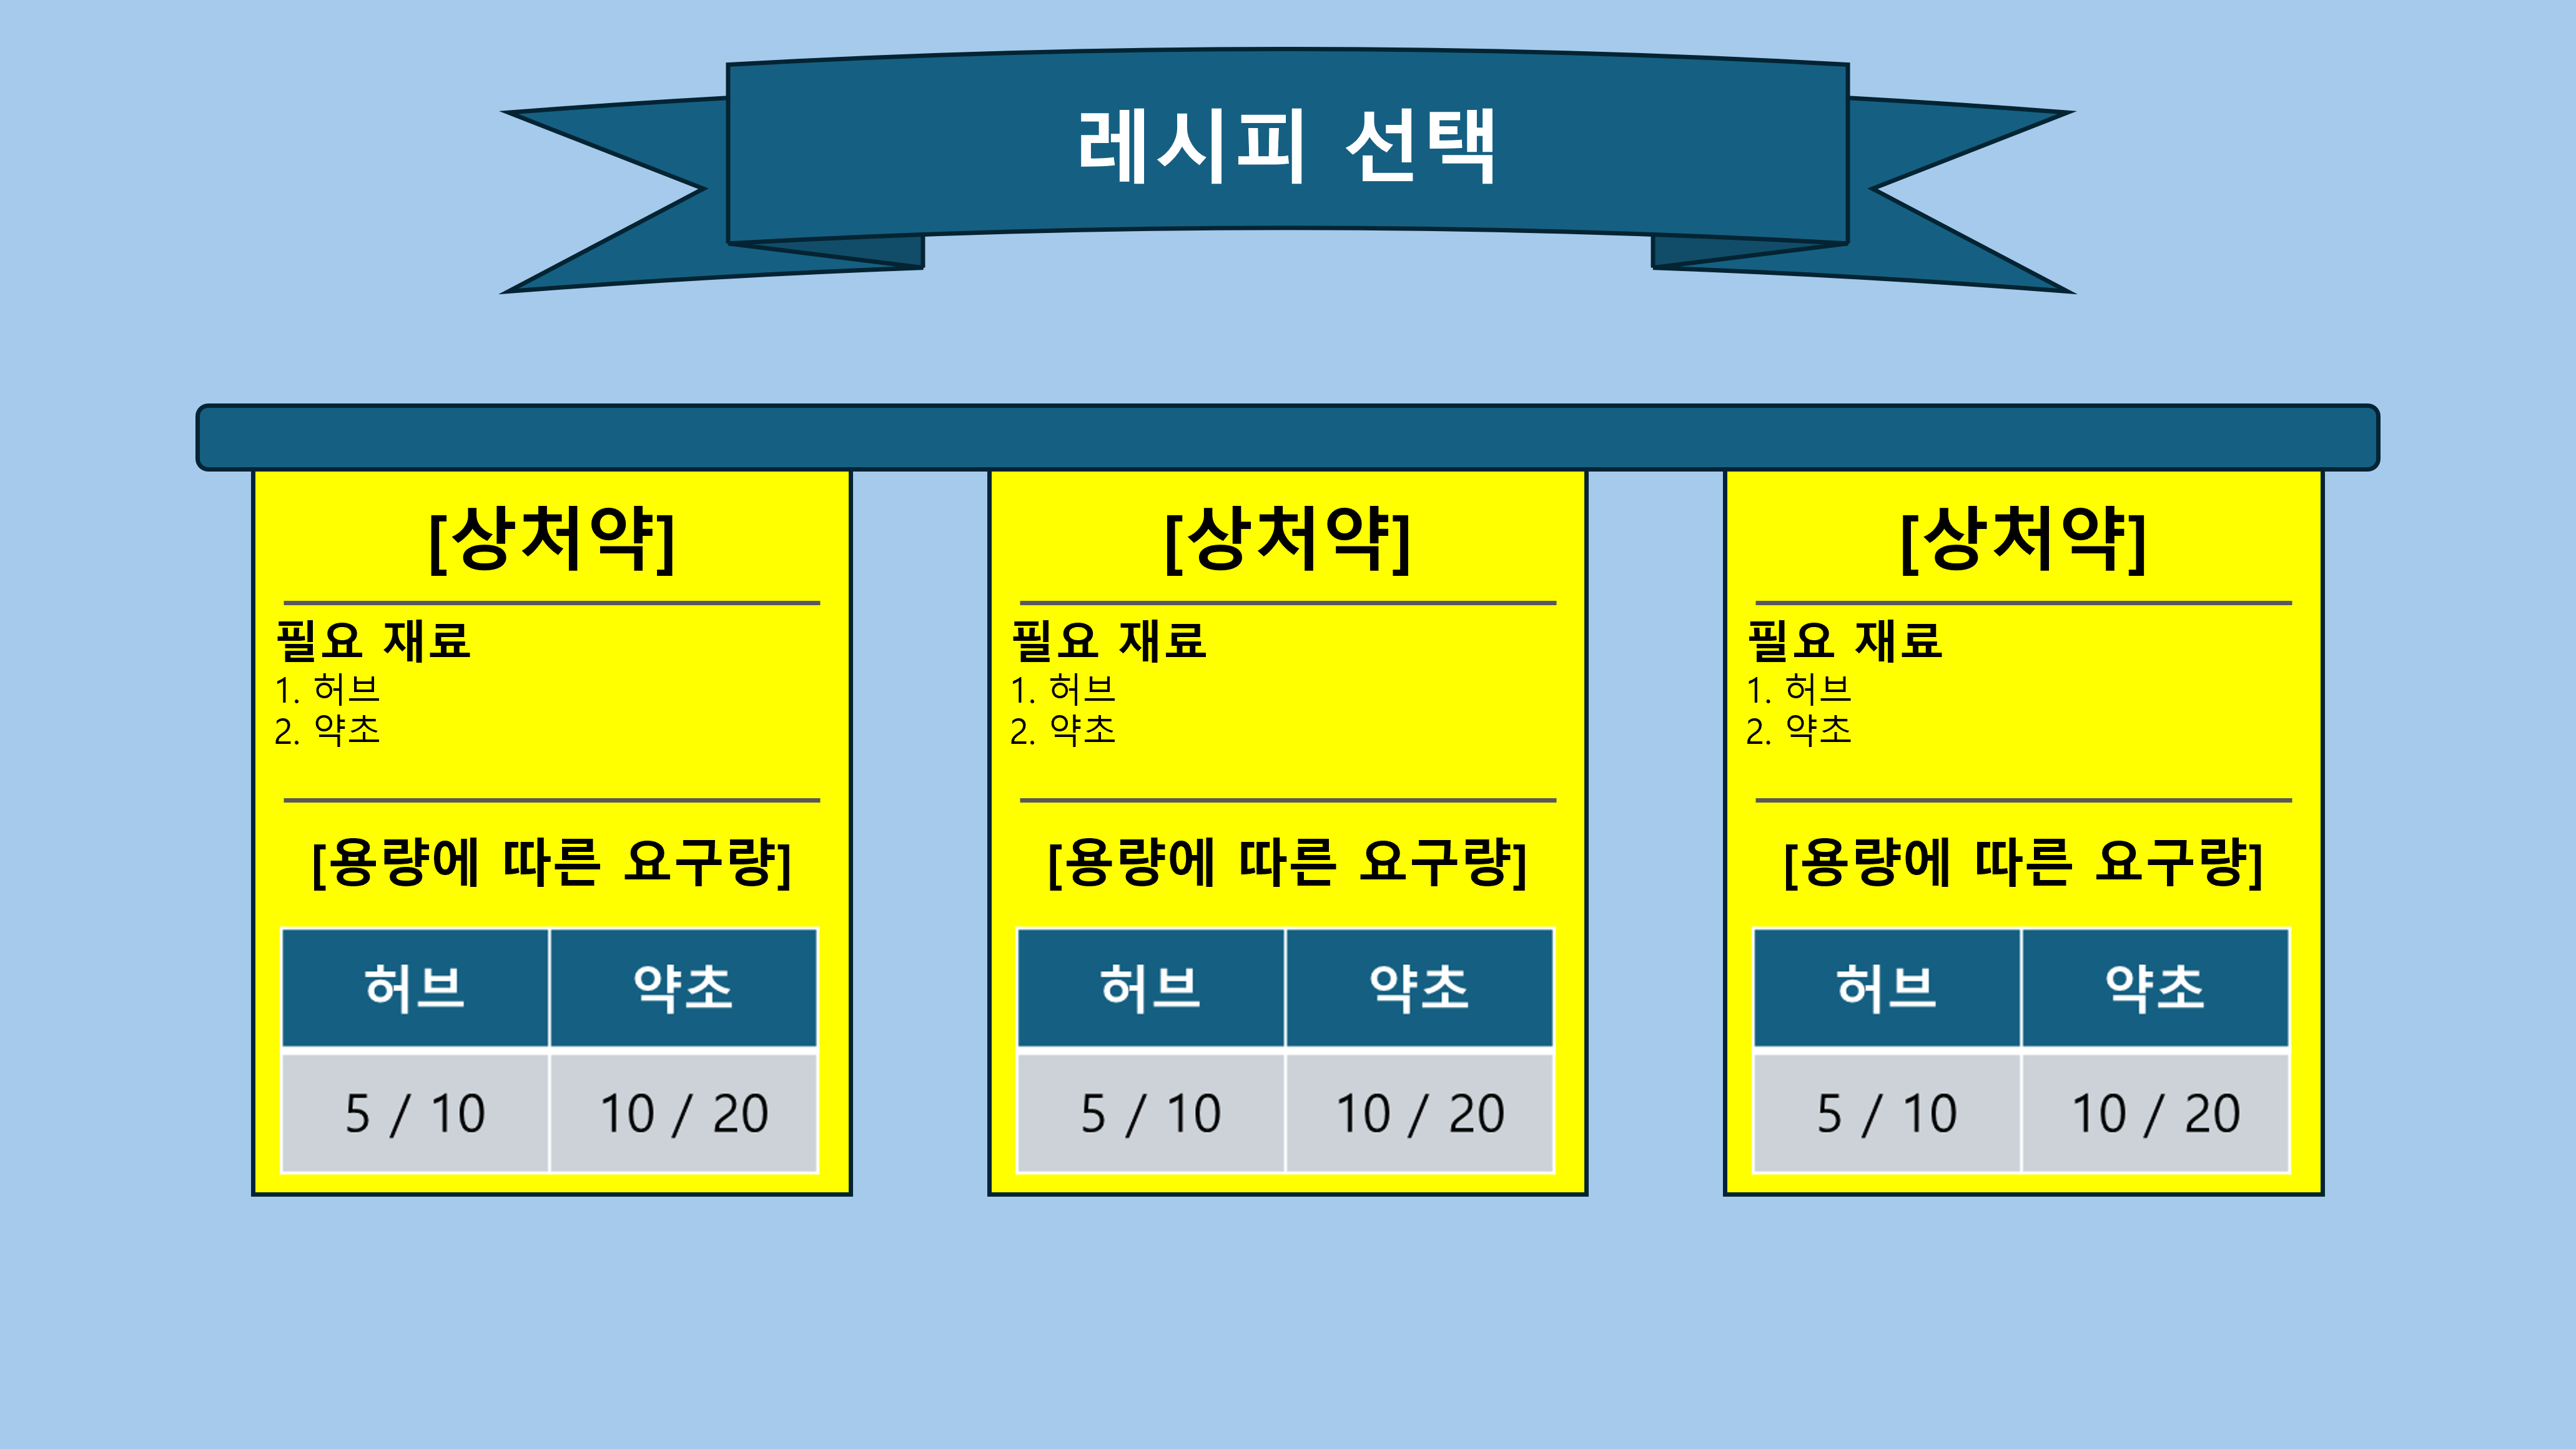 레시피 선택
[상처약]
필요 재료
1. 허브
2. 약초
[용량에 따른 요구량]
허브 약초
5 / 10 10 / 20
[상처약]
필요 재료
1. 허브
2. 약초
[용량에 따른 요구량]
허브 약초
5 / 10 10 / 20
[상처약]
필요 재료
1. 허브
2. 약초
[용량에 따른 요구량]
허브 약초
5 / 10 10 / 20